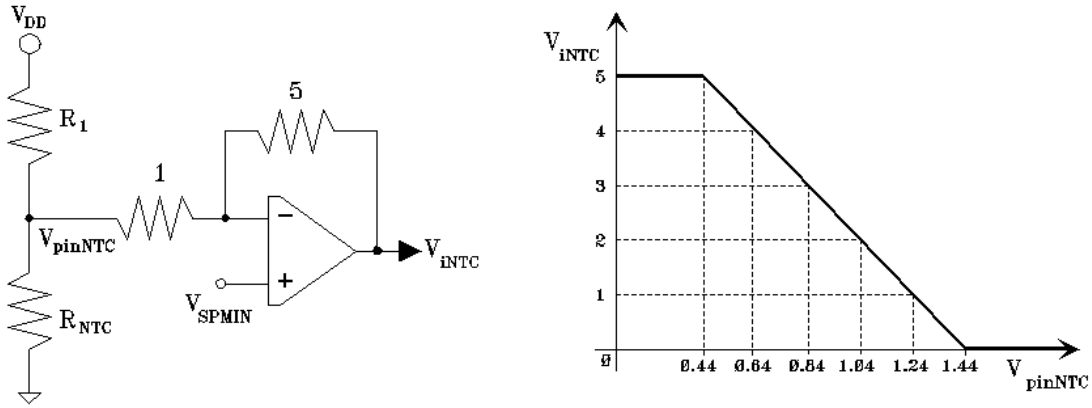 V_DD
R_1
5
1
V_pinNTC
−
V_iNTC
+
V_SPMIN
R_NTC
V_iNTC
5
4
3
2
1
0
0.44
0.64
0.84
1.04
1.24
1.44
V_pinNTC